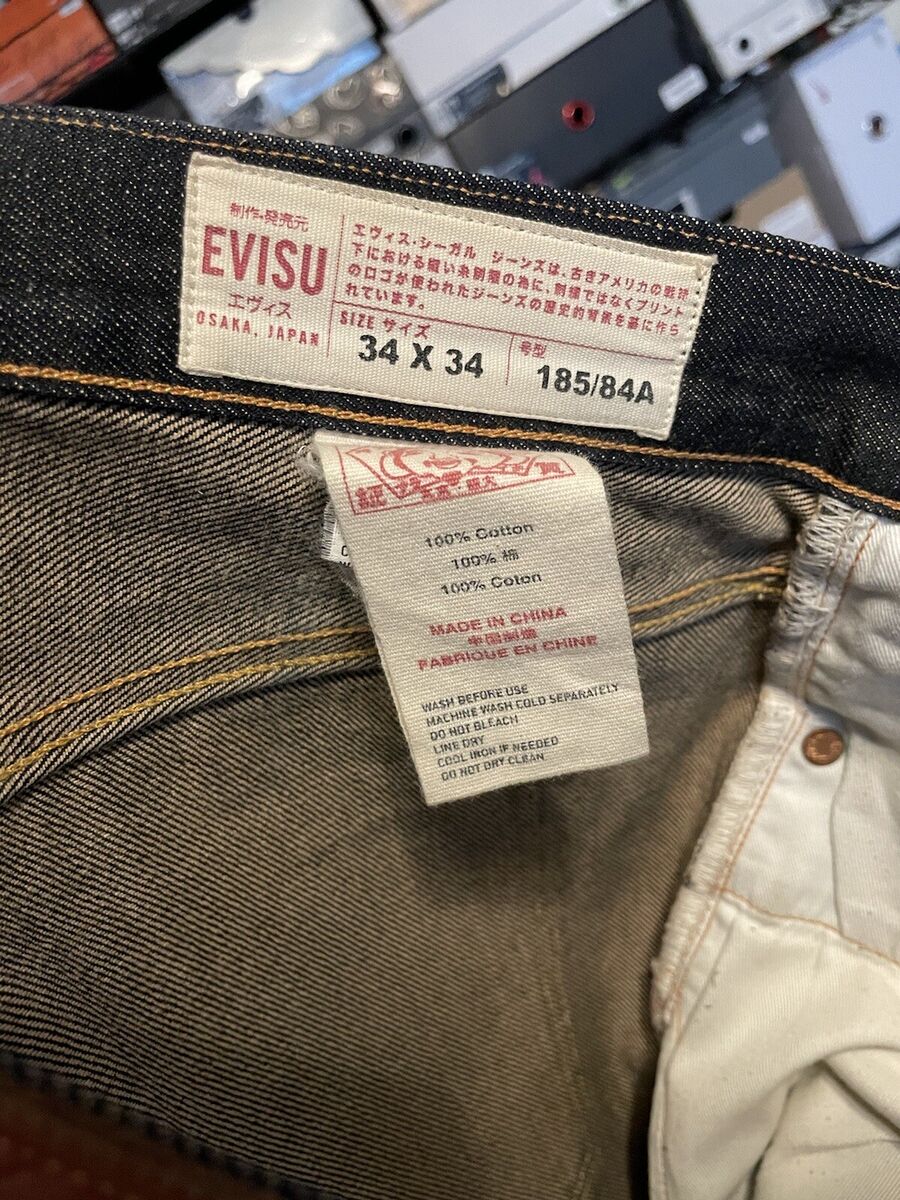 制作・発売元
EVISU
エヴィス
OSAKA, JAPAN
エヴィス・シーガル ジーンズは、古きアメリカの戦時
下における縫い糸制限の為に、刺繍ではなくプリント
のロゴが使われたジーンズの歴史的背景を基に作ら
れています。
SIZE サイズ
34 X 34
号型
185/84A
100% Cotton
100% 棉
100% Coton
MADE IN CHINA
中国制造
FABRIQUE EN CHINE
WASH BEFORE USE
MACHINE WASH COLD SEPARATELY
DO NOT BLEACH
LINE DRY
COOL IRON IF NEEDED
DO NOT DRY CLEAN